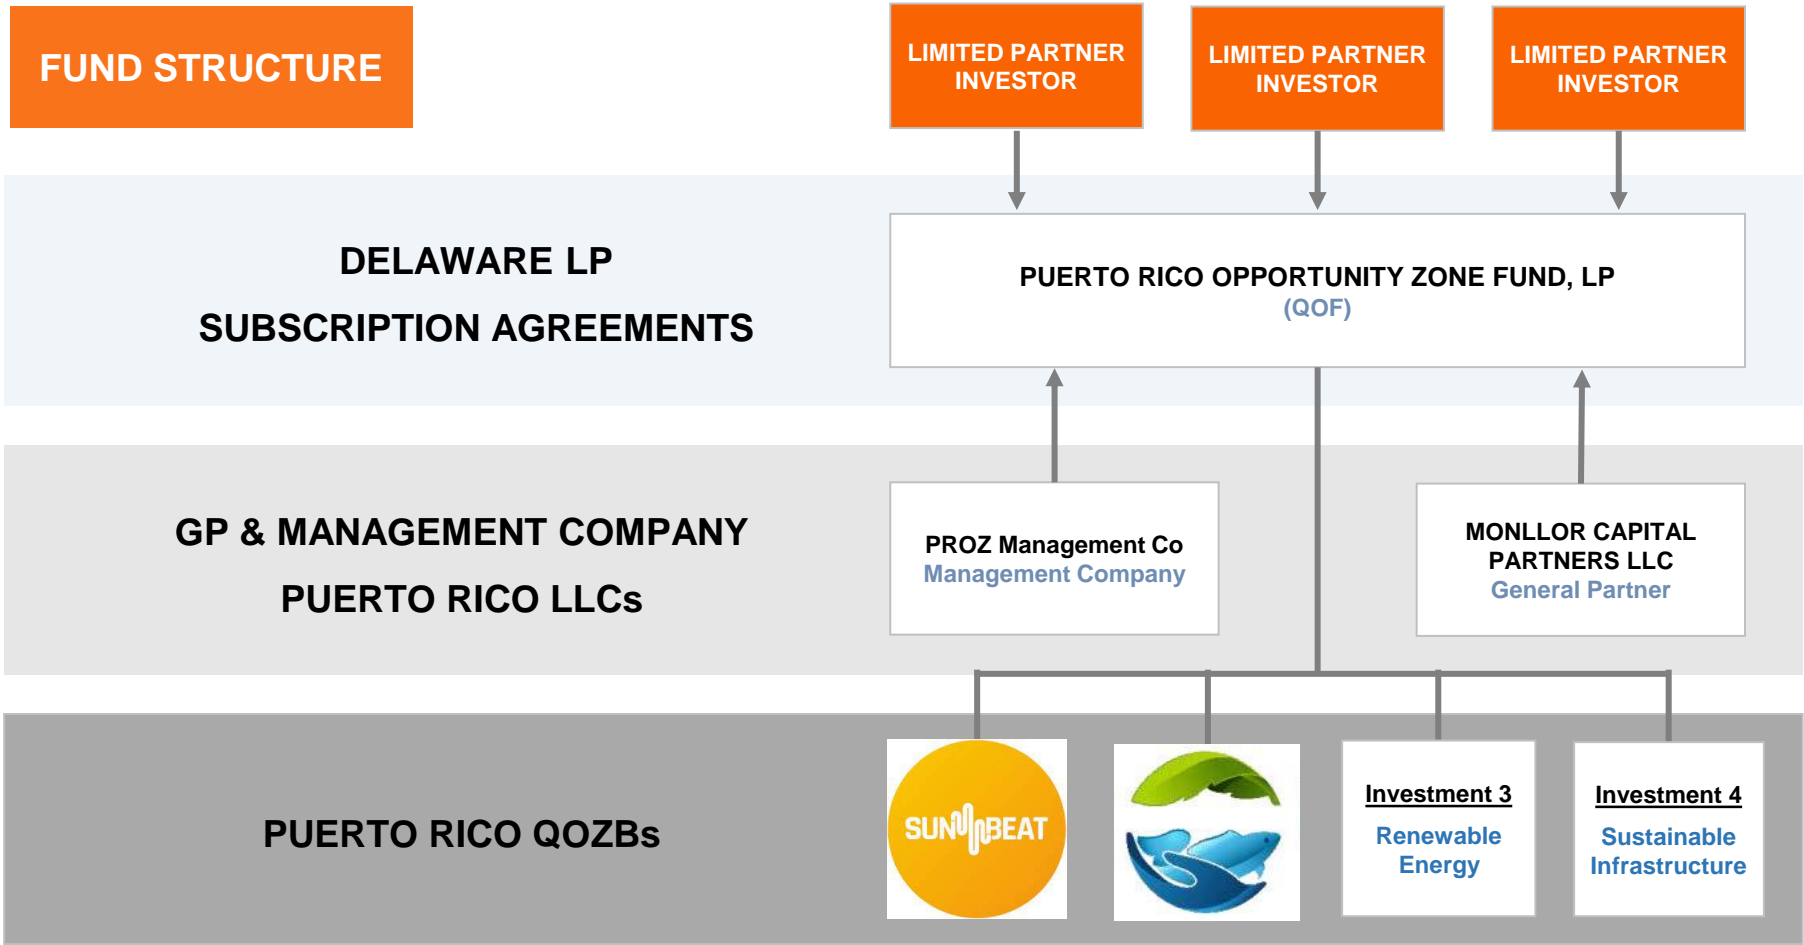 FUND STRUCTURE
LIMITED PARTNER
INVESTOR
LIMITED PARTNER
INVESTOR
LIMITED PARTNER
INVESTOR
DELAWARE LP
SUBSCRIPTION AGREEMENTS
PUERTO RICO OPPORTUNITY ZONE FUND, LP
(QOF)
GP & MANAGEMENT COMPANY
PUERTO RICO LLCs
PROZ Management Co
Management Company
MONLLOR CAPITAL
PARTNERS LLC
General Partner
PUERTO RICO QOZBs
SUNBEAT
Investment 3
Renewable
Energy
Investment 4
Sustainable
Infrastructure